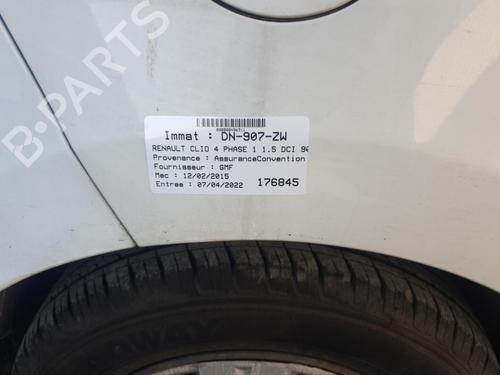 Immat : DN-907-ZW
RENAULT CLIO 4 PHASE 1 1.5 DCI 90
Provenance : AssuranceConvention
Fournisseur : GMF
Mec : 12/02/2015
Entree : 07/04/2022 176845
B-PARTS